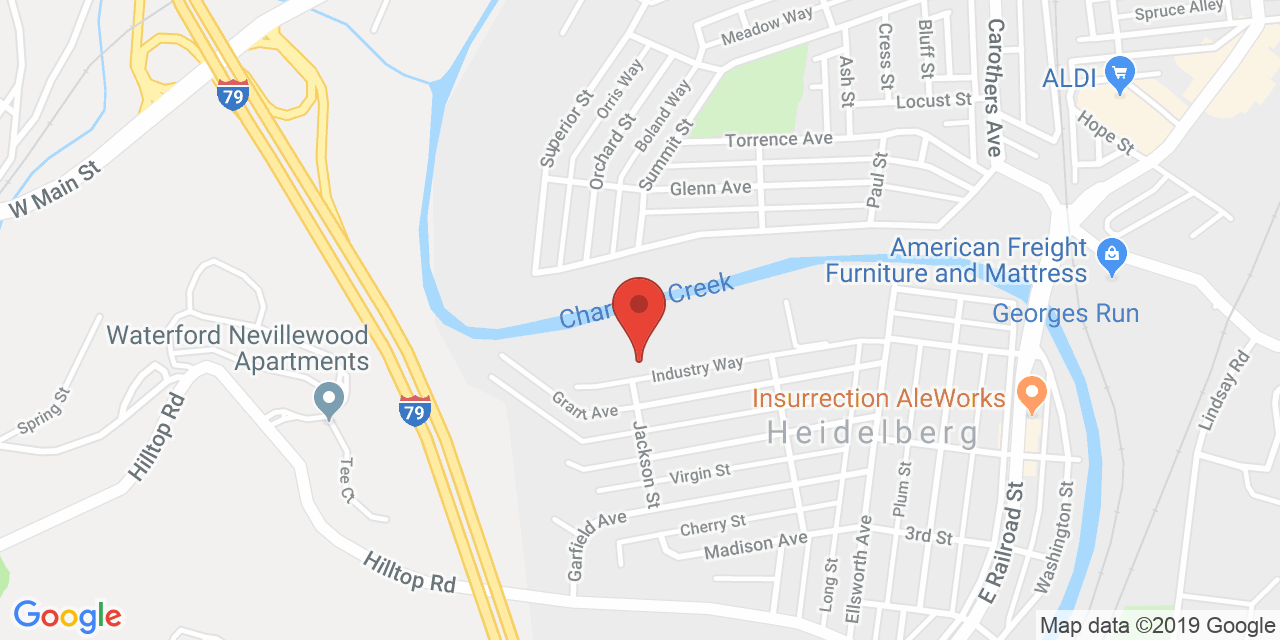 Spruce Alley
Meadow Way
Carothers Ave
Bluff St
Cress St
Ash St
Orris Way
ALDI
Superior St
Boland Way
79
Locust St
Orchard St
Summit St
Hope St
Torrence Ave
W Main St
Paul St
Glenn Ave
American Freight
Furniture and Mattress
Creek
Georges Run
Waterford Nevillewood
Apartments
Industry Way
Lindsay Rd
Spring St
Grant Ave
Insurrection AleWorks
79
Hilltop Rd
Heidelberg
Jackson St
Tee Ct
Virgin St
Plum St
Washington St
Garfield Ave
Cherry St
Madison Ave
3rd St
E Railroad St
Ellsworth Ave
Long St
Hilltop Rd
Google
Map data ©2019 Google